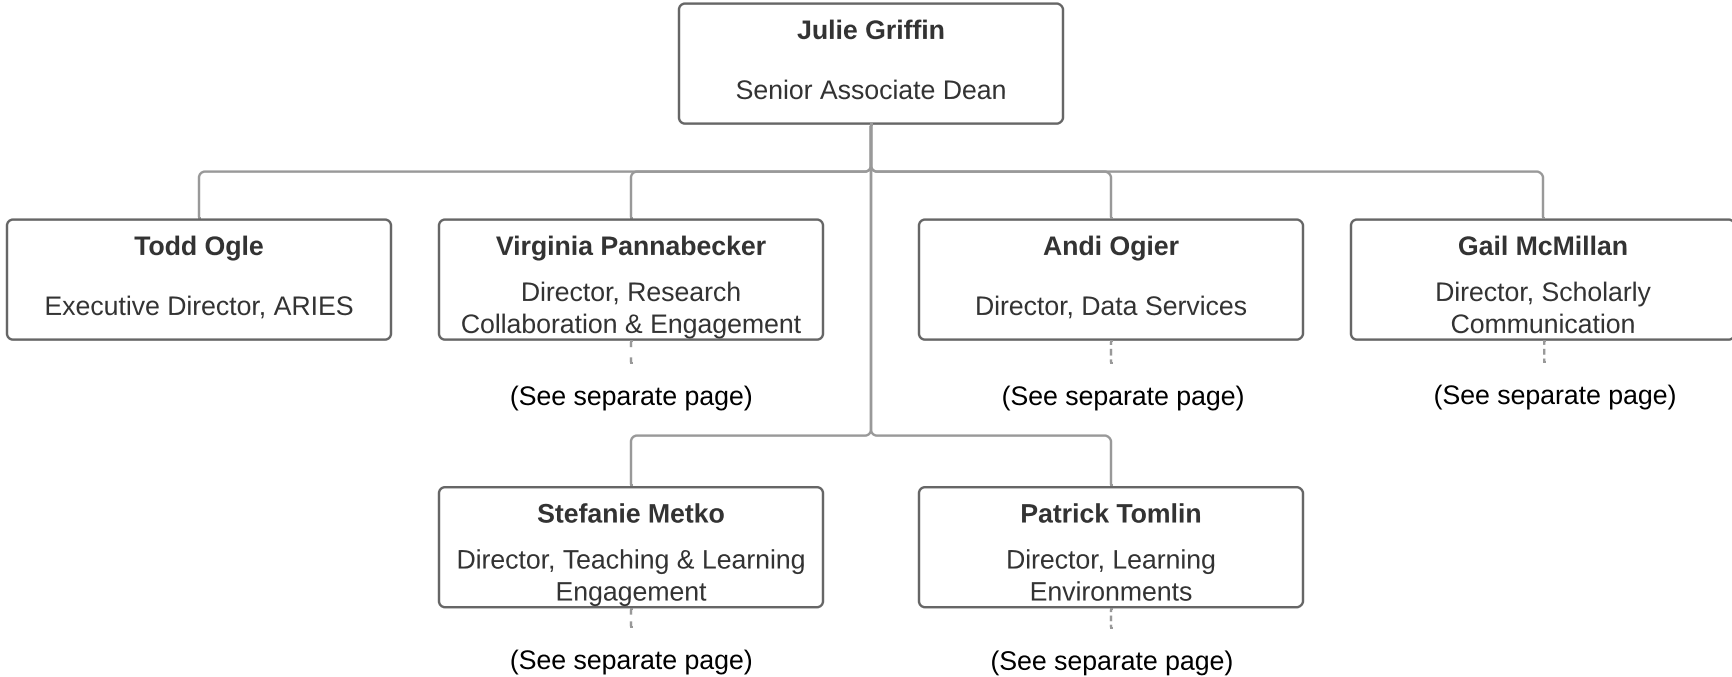 Julie Griffin
Senior Associate Dean
Todd Ogle
Executive Director, ARIES
Virginia Pannabecker
Director, Research
Collaboration & Engagement
(See separate page)
Andi Ogier
Director, Data Services
(See separate page)
Gail McMillan
Director, Scholarly
Communication
(See separate page)
Stefanie Metko
Director, Teaching & Learning
Engagement
(See separate page)
Patrick Tomlin
Director, Learning
Environments
(See separate page)